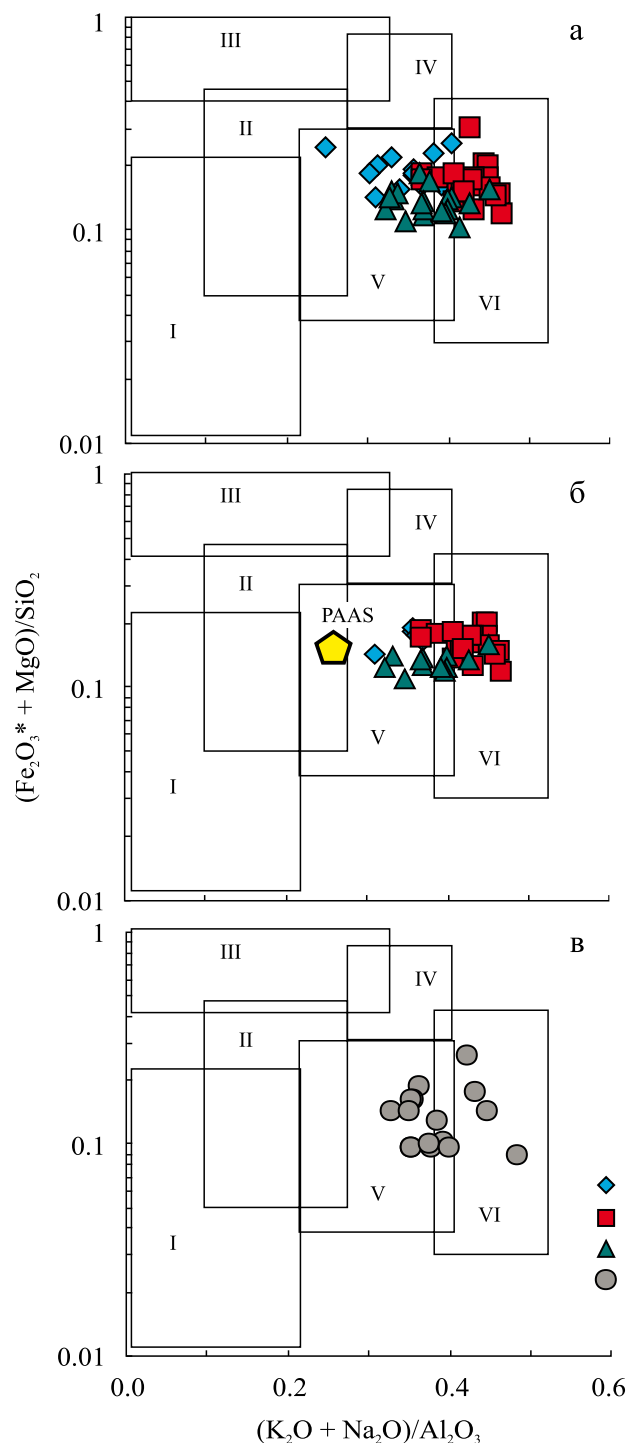 1
а
III
IV
II
0.1
V
VI
I
0.01
1
б
III
IV
II
PAAS
0.1
V
VI
I
0.01
(Fe₂O₃* + MgO)/SiO₂
1
в
III
IV
II
0.1
V
VI
I
0.01
0.0 0.2 0.4 0.6
(K₂O + Na₂O)/Al₂O₃